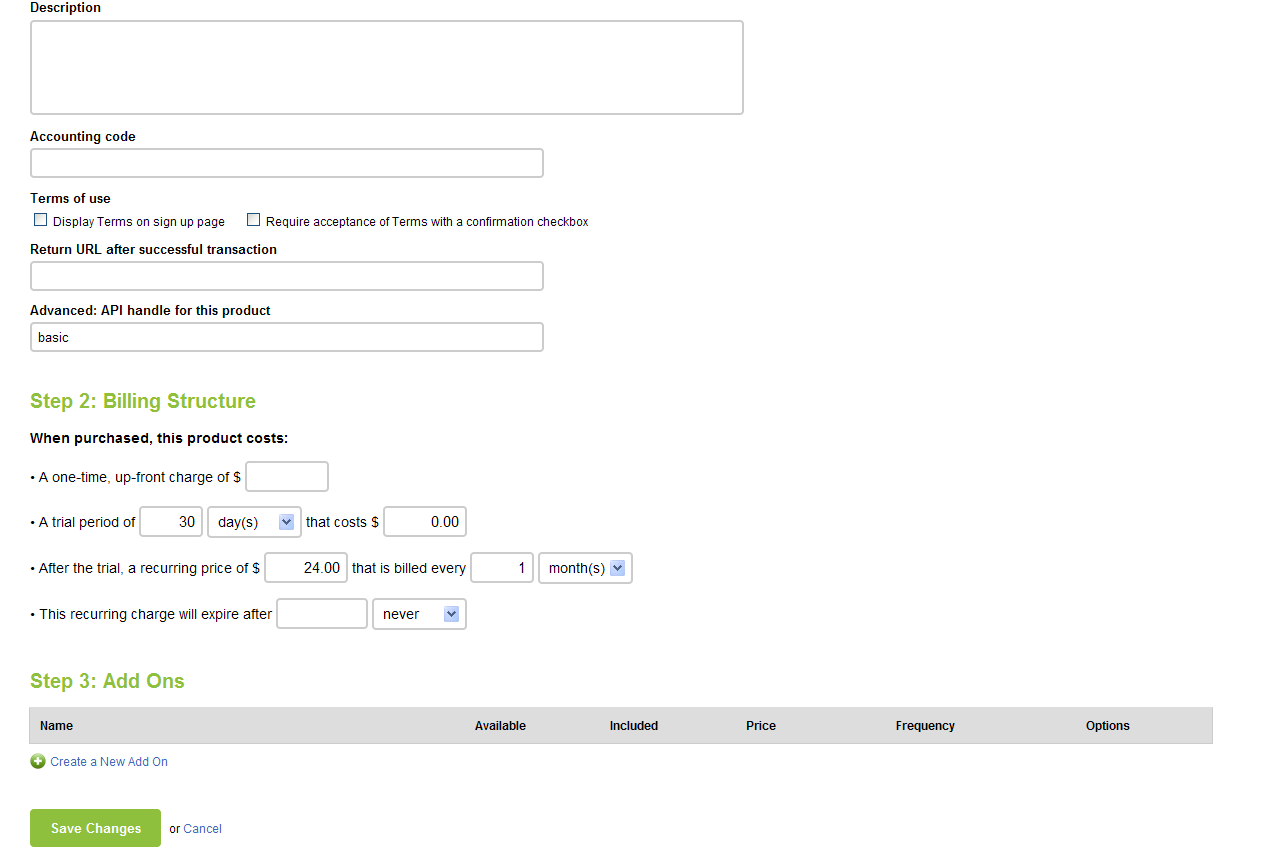 Description
Accounting code
Terms of use
Display Terms on sign up page Require acceptance of Terms with a confirmation checkbox
Return URL after successful transaction
Advanced: API handle for this product
basic
Step 2: Billing Structure
When purchased, this product costs:
• A one-time, up-front charge of $
• A trial period of 30 day(s) that costs $ 0.00
• After the trial, a recurring price of $ 24.00 that is billed every 1 month(s)
• This recurring charge will expire after never
Step 3: Add Ons
Name Available Included Price Frequency Options
Create a New Add On
Save Changes or Cancel